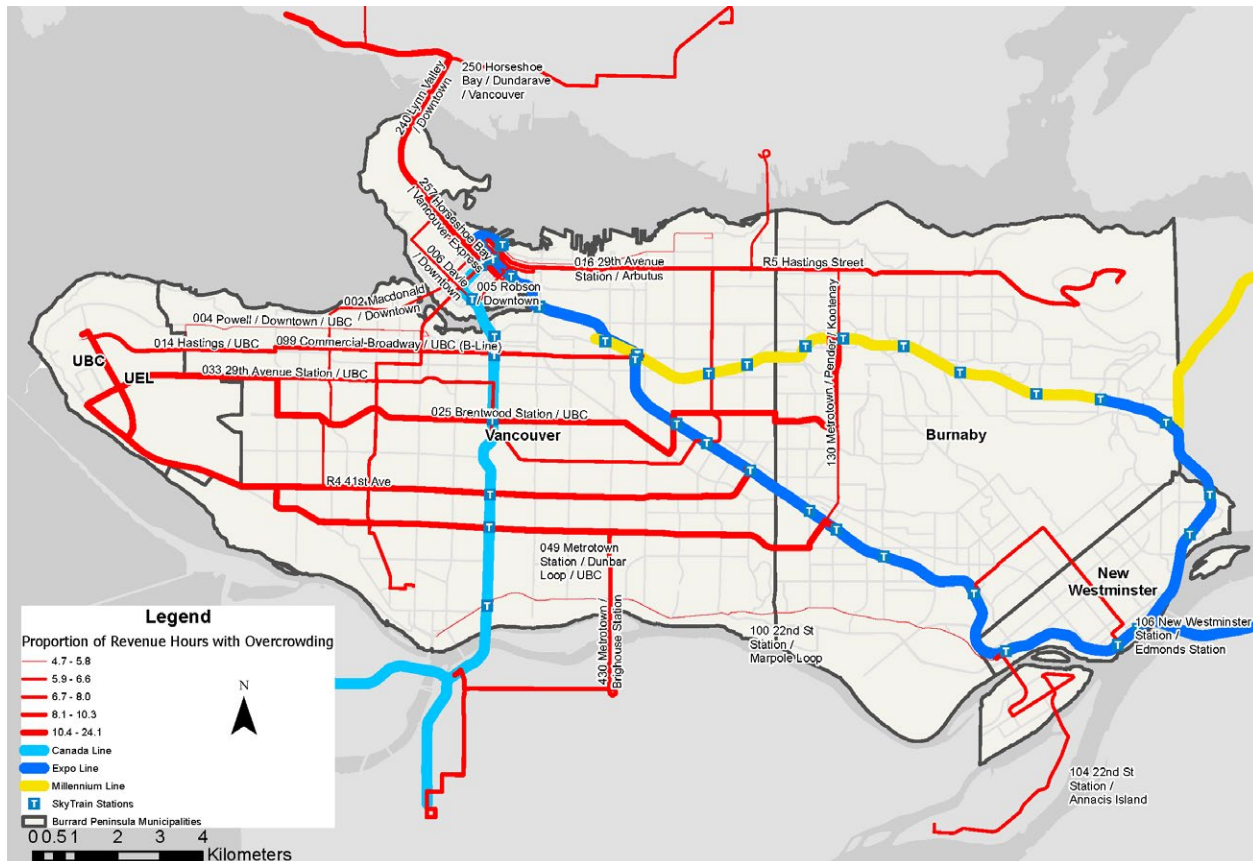 250 Horseshoe
Bay / Dundarave
/ Vancouver
240 Lynn Valley
/ Downtown
257 Horseshoe Bay
/ Vancouver Express
006 Davie
/ Downtown
016 29th Avenue
Station / Arbutus
R5 Hastings Street
005 Robson
/ Downtown
002 Macdonald
/ Downtown
004 Powell / Downtown / UBC
014 Hastings / UBC
099 Commercial-Broadway / UBC (B-Line)
UBC
UEL
033 29th Avenue Station / UBC
025 Brentwood Station / UBC
Vancouver
130 Metrotown / Pender / Kootenay
Burnaby
R4 41st Ave
049 Metrotown
Station / Dunbar
Loop / UBC
430 Metrotown /
Brighouse Station
100 22nd St
Station /
Marpole Loop
New
Westminster
106 New Westminster
Station /
Edmonds Station
104 22nd St
Station /
Annacis Island
Legend
Proportion of Revenue Hours with Overcrowding
4.7 - 5.8
5.9 - 6.6
6.7 - 8.0
8.1 - 10.3
10.4 - 24.1
Canada Line
Expo Line
Millennium Line
T SkyTrain Stations
Burrard Peninsula Municipalities
N
0 0.5 1 2 3 4
Kilometers